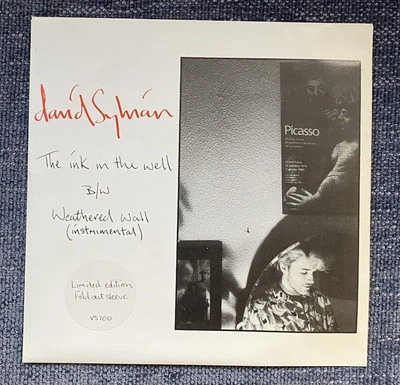 david Sylvian
The ink in the well
B/W
Weathered Wall
(instrumental)
Limited edition
Fold out sleeve
VS700
Picasso